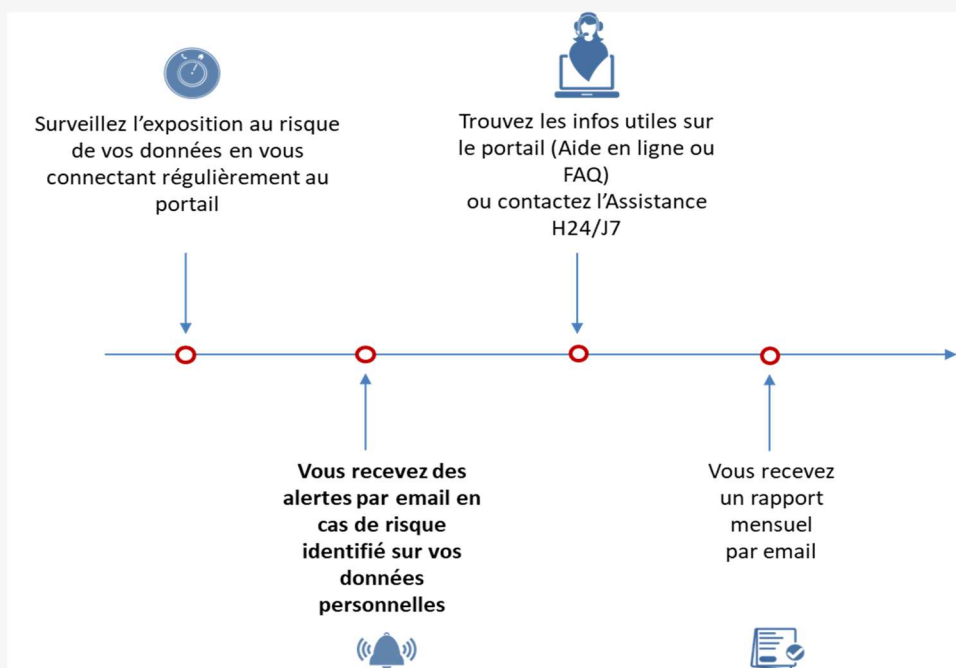 Surveillez l’exposition au risque
de vos données en vous
connectant régulièrement au
portail
Trouvez les infos utiles sur
le portail (Aide en ligne ou
FAQ)
ou contactez l’Assistance
H24/J7
Vous recevez des
alertes par email en
cas de risque
identifié sur vos
données
personnelles
Vous recevez
un rapport
mensuel
par email